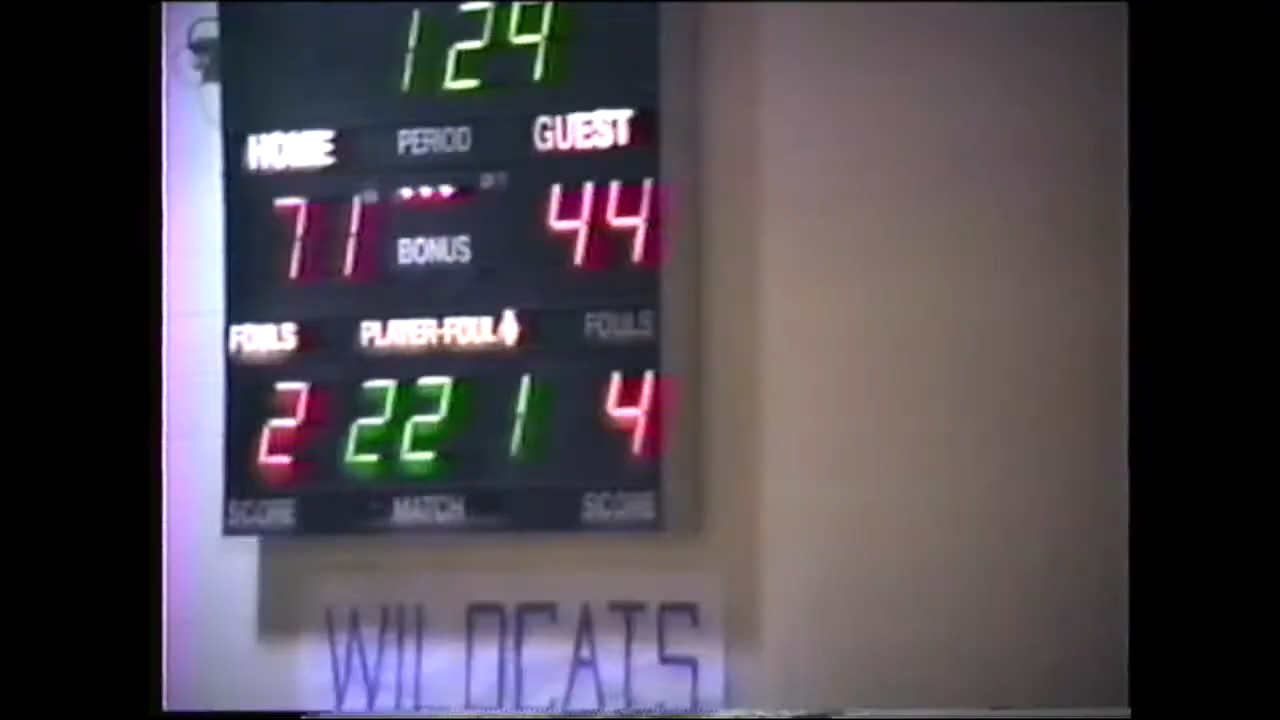 124
HOME PERIOD GUEST
71 BONUS 44
FOULS PLAYER-FOUL FOULS
2 22 1 4
SCORE MATCH SCORE
WILDCATS